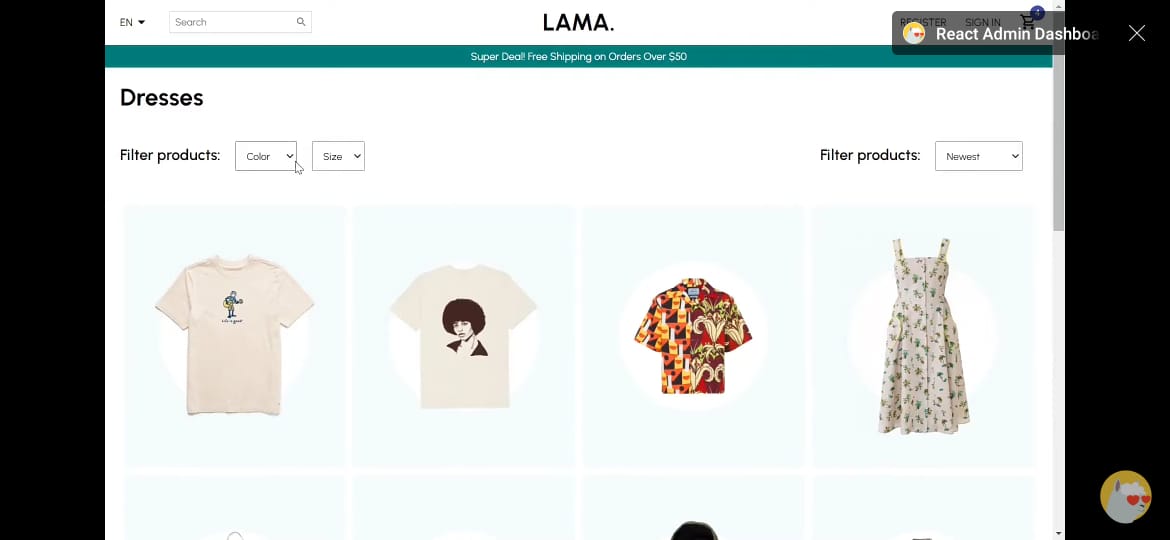 EN
Search
LAMA.
REGISTER SIGN IN 4
React Admin Dashboa
Super Deal! Free Shipping on Orders Over $50
Dresses
Filter products: Color Size Filter products: Newest